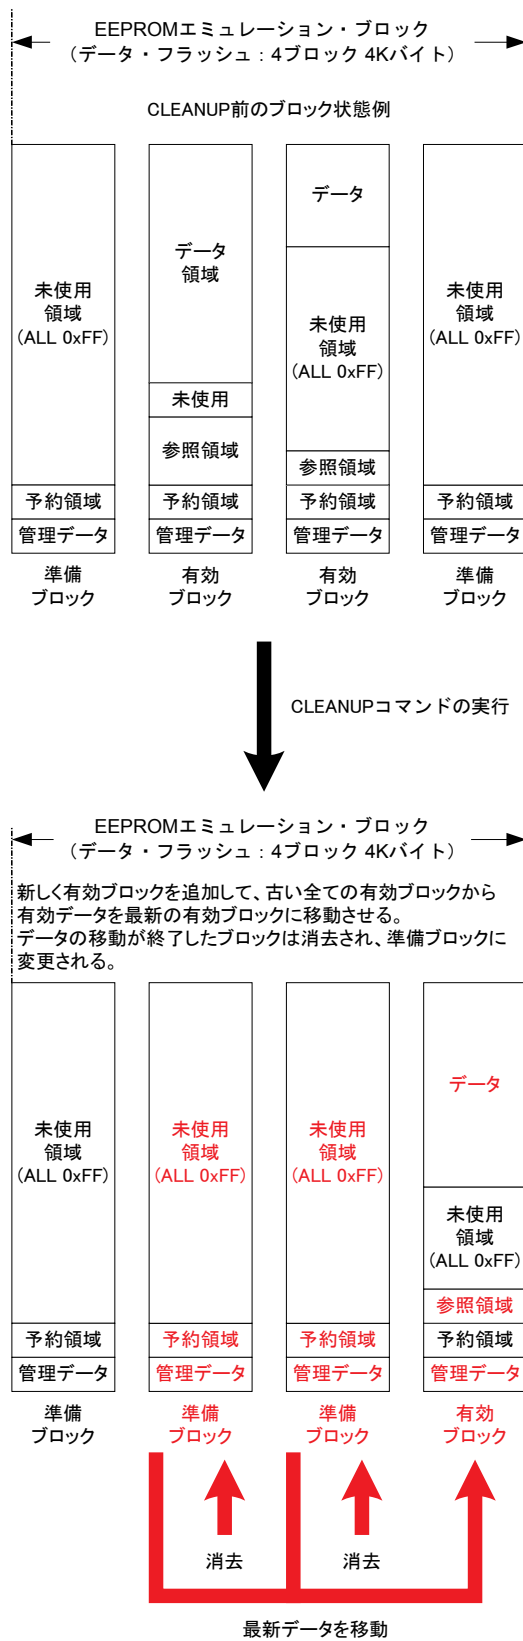 EEPROMエミュレーション・ブロック
（データ・フラッシュ：4ブロック 4Kバイト）
CLEANUP前のブロック状態例
未使用
領域
(ALL 0xFF)
予約領域
管理データ
準備
ブロック
データ
領域
未使用
参照領域
予約領域
管理データ
有効
ブロック
データ
未使用
領域
(ALL 0xFF)
参照領域
予約領域
管理データ
有効
ブロック
未使用
領域
(ALL 0xFF)
予約領域
管理データ
準備
ブロック
CLEANUPコマンドの実行
EEPROMエミュレーション・ブロック
（データ・フラッシュ：4ブロック 4Kバイト）
新しく有効ブロックを追加して、古い全ての有効ブロックから
有効データを最新の有効ブロックに移動させる。
データの移動が終了したブロックは消去され、準備ブロックに
変更される。
未使用
領域
(ALL 0xFF)
予約領域
管理データ
準備
ブロック
未使用
領域
(ALL 0xFF)
予約領域
管理データ
準備
ブロック
未使用
領域
(ALL 0xFF)
予約領域
管理データ
準備
ブロック
データ
未使用
領域
(ALL 0xFF)
参照領域
予約領域
管理データ
有効
ブロック
消去
消去
最新データを移動